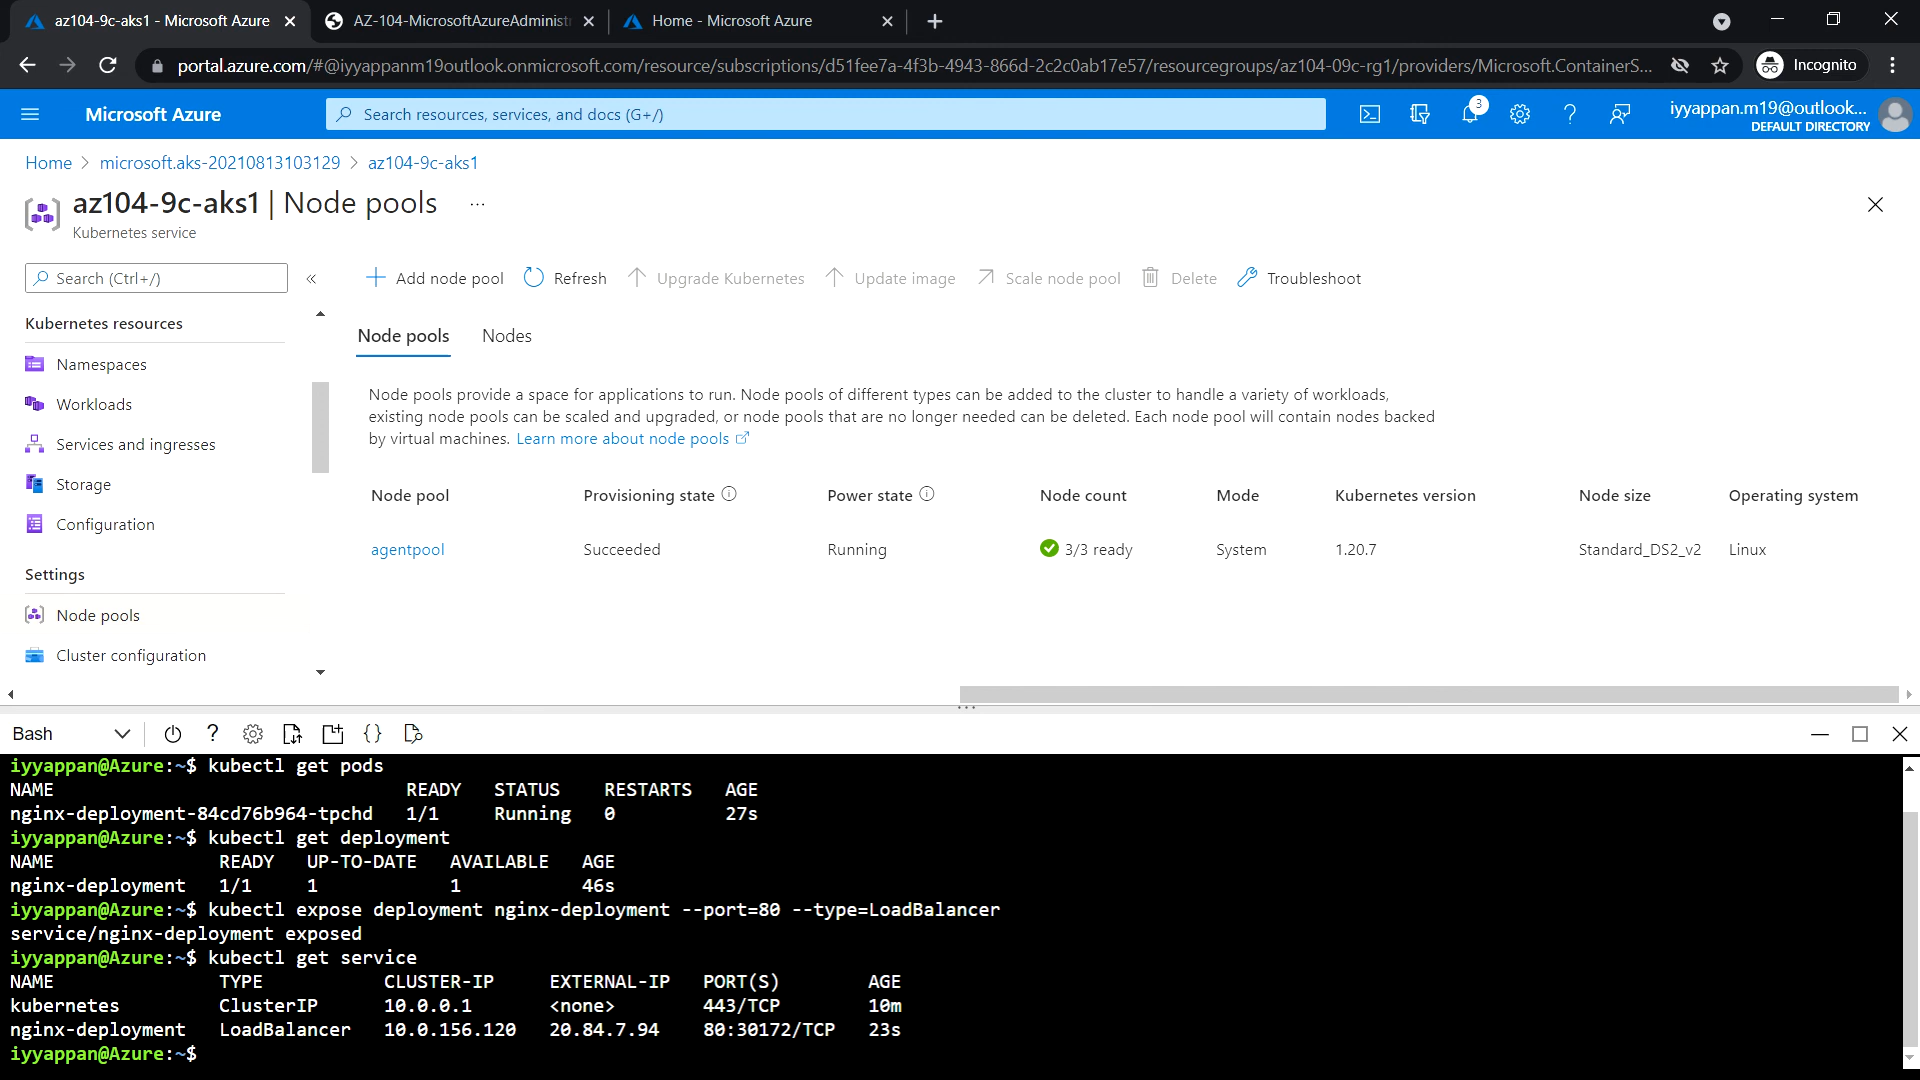 az104-9c-aks1 - Microsoft Azure
AZ-104-MicrosoftAzureAdminist
Home - Microsoft Azure
portal.azure.com/#@iyyappanm19outlook.onmicrosoft.com/resource/subscriptions/d51fee7a-4f3b-4943-866d-2c2c0ab17e57/resourcegroups/az104-09c-rg1/providers/Microsoft.ContainerS...
Incognito
Microsoft Azure
Search resources, services, and docs (G+/)
3
iyyappan.m19@outlook...
DEFAULT DIRECTORY
Home > microsoft.aks-20210813103129 > az104-9c-aks1
az104-9c-aks1 | Node pools ...
Kubernetes service
Search (Ctrl+/)
«
Add node pool
Refresh
Upgrade Kubernetes
Update image
Scale node pool
Delete
Troubleshoot
Kubernetes resources
Namespaces
Workloads
Services and ingresses
Storage
Configuration
Settings
Node pools
Cluster configuration
Node pools
Nodes
Node pools provide a space for applications to run. Node pools of different types can be added to the cluster to handle a variety of workloads,
existing node pools can be scaled and upgraded, or node pools that are no longer needed can be deleted. Each node pool will contain nodes backed
by virtual machines. Learn more about node pools
Node pool Provisioning state Power state Node count Mode Kubernetes version Node size Operating system
agentpool Succeeded Running 3/3 ready System 1.20.7 Standard_DS2_v2 Linux
Bash
iyyappan@Azure:~$ kubectl get pods
NAME READY STATUS RESTARTS AGE
nginx-deployment-84cd76b964-tpchd 1/1 Running 0 27s
iyyappan@Azure:~$ kubectl get deployment
NAME READY UP-TO-DATE AVAILABLE AGE
nginx-deployment 1/1 1 1 46s
iyyappan@Azure:~$ kubectl expose deployment nginx-deployment --port=80 --type=LoadBalancer
service/nginx-deployment exposed
iyyappan@Azure:~$ kubectl get service
NAME TYPE CLUSTER-IP EXTERNAL-IP PORT(S) AGE
kubernetes ClusterIP 10.0.0.1 <none> 443/TCP 10m
nginx-deployment LoadBalancer 10.0.156.120 20.84.7.94 80:30172/TCP 23s
iyyappan@Azure:~$